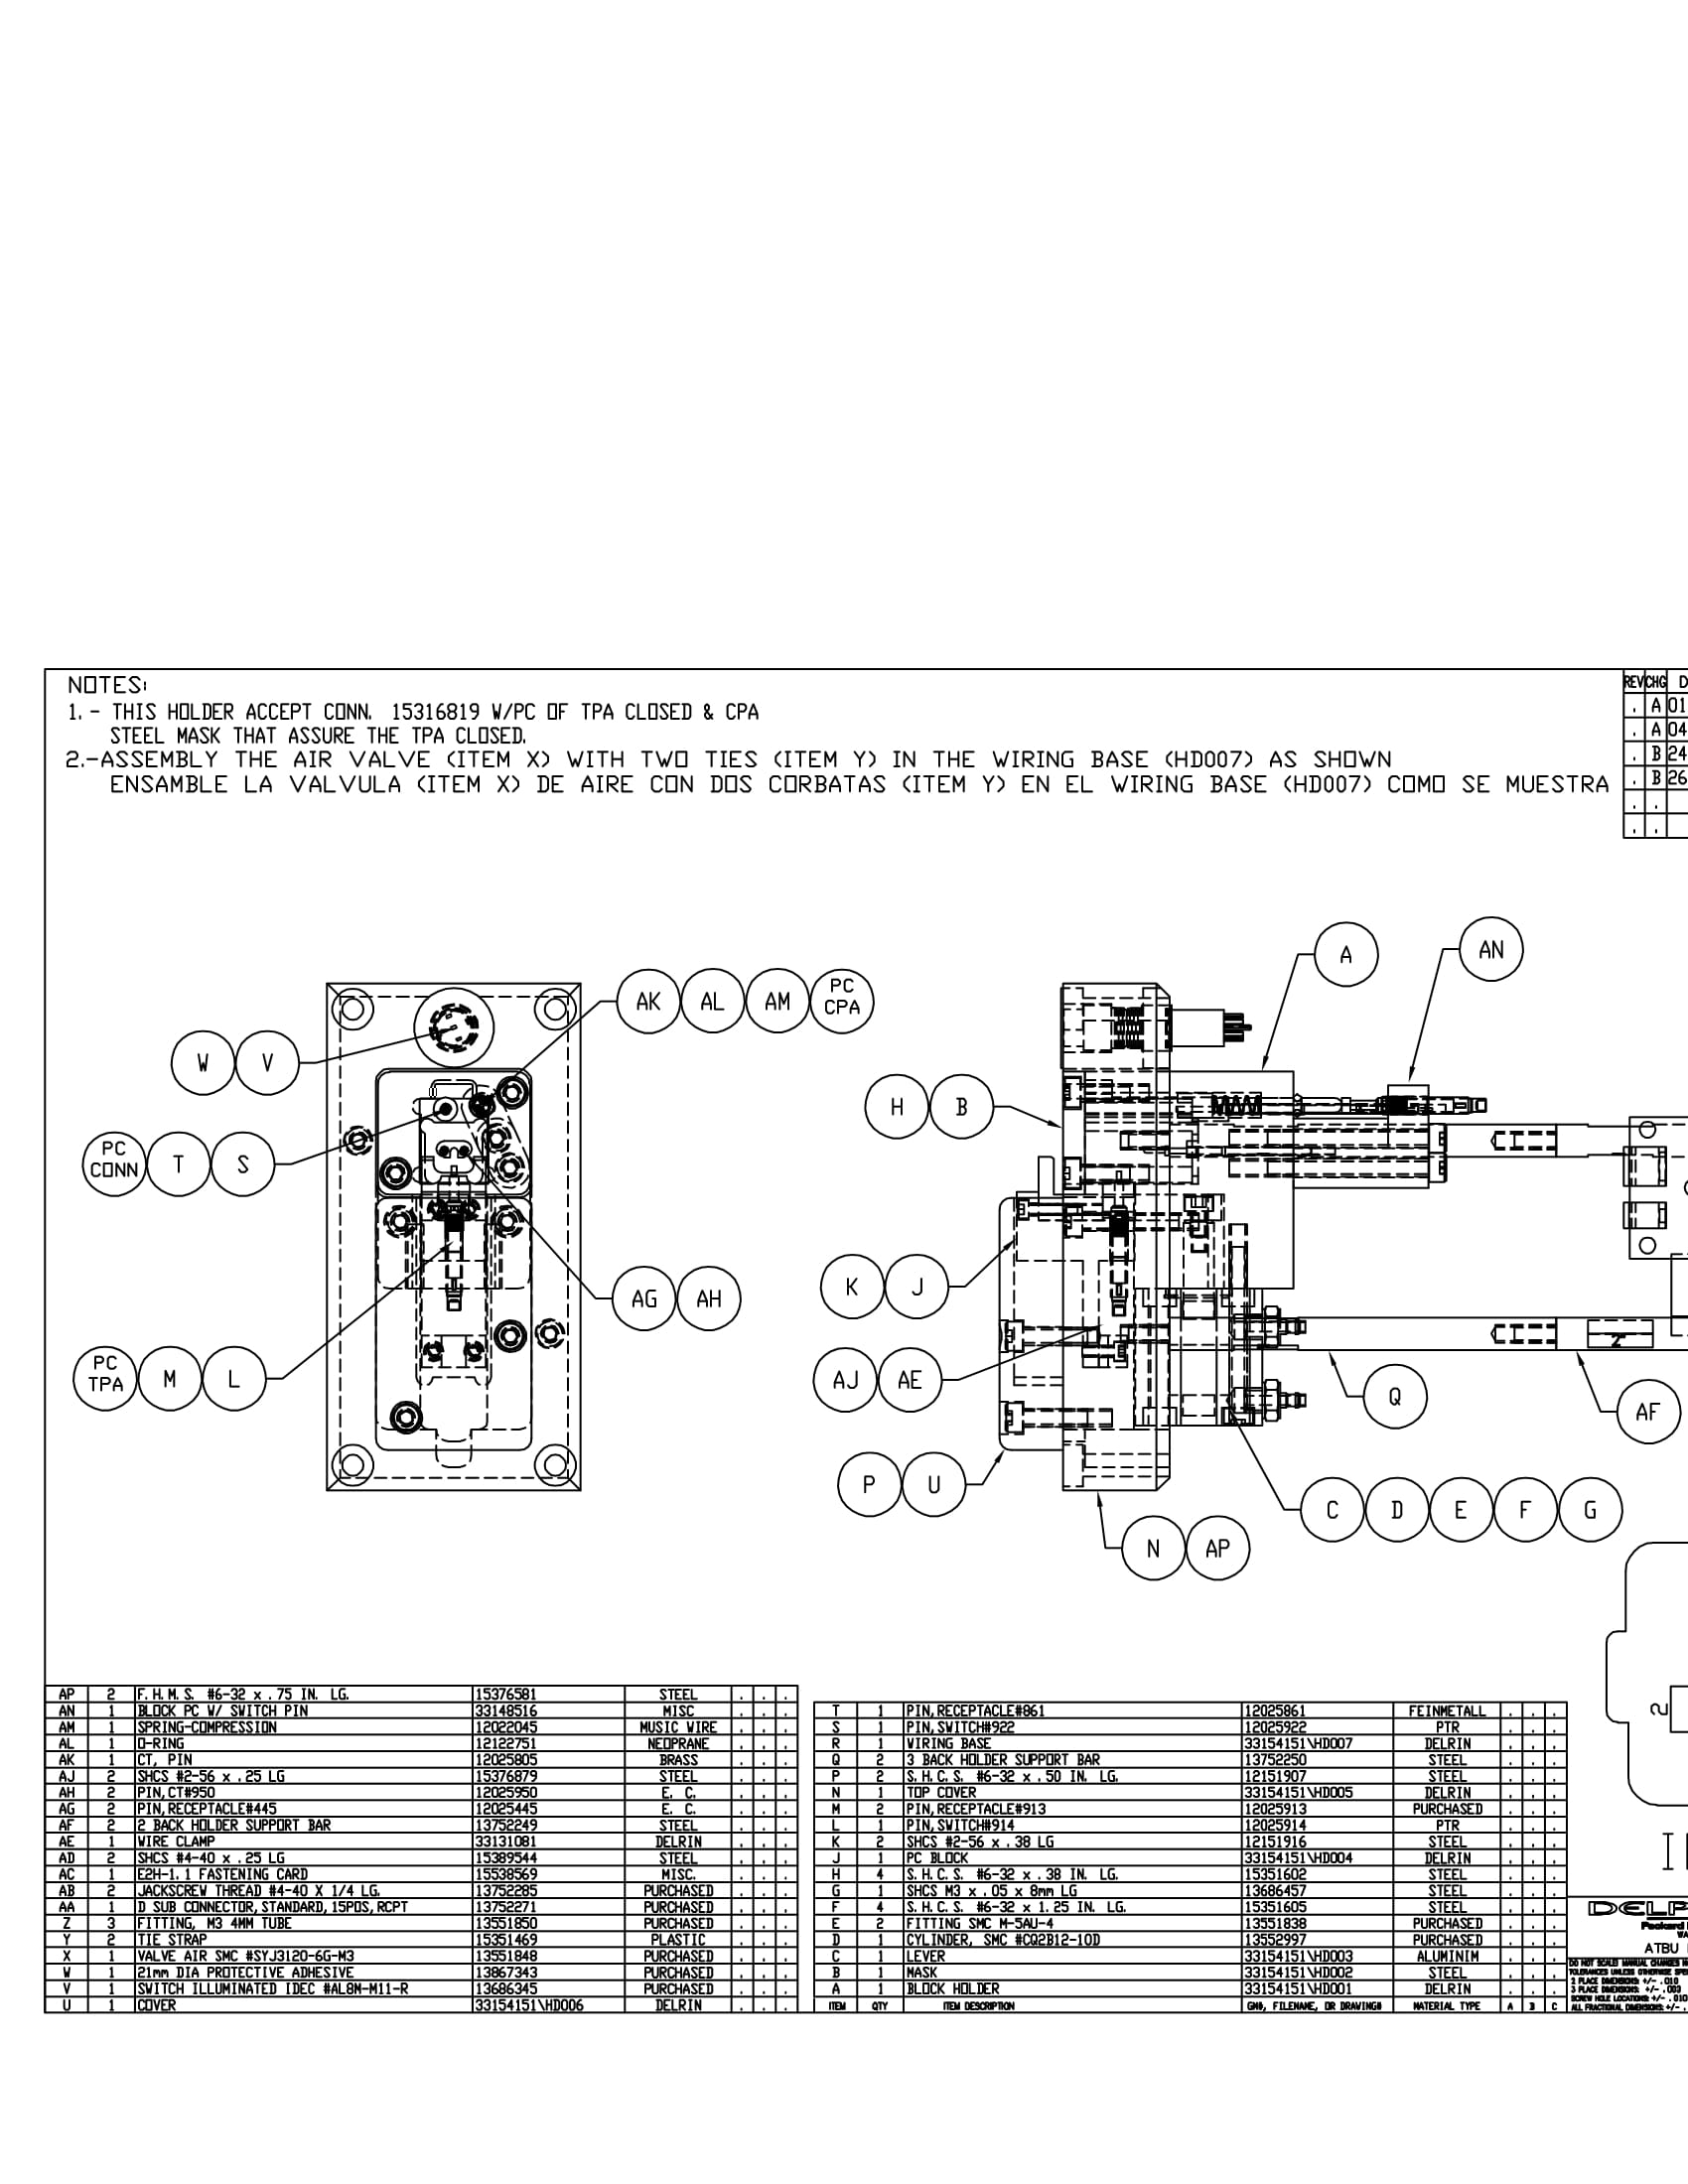 NOTES:
1. - THIS HOLDER ACCEPT CONN. 15316819 W/PC OF TPA CLOSED & CPA
STEEL MASK THAT ASSURE THE TPA CLOSED.
2.-ASSEMBLY THE AIR VALVE (ITEM X) WITH TWO TIES (ITEM Y) IN THE WIRING BASE (HD007) AS SHOWN
ENSAMBLE LA VALVULA (ITEM X) DE AIRE CON DOS CORBATAS (ITEM Y) EN EL WIRING BASE (HD007) COMO SE MUESTRA
REV CHG D
. A 01
. A 04
. B 24
. B 26
. .
. .
A AN
AK AL AM PC CPA
W V
H B
PC CONN T S
K J
AG AH
PC TPA M L
AJ AE
Q
2
AF
P U
C D E F G
N AP
2
AP 2 F.H.M.S. #6-32 x .75 IN. LG. 15376581 STEEL . . .
AN 1 BLOCK PC W/ SWITCH PIN 33148516 MISC . . .
AM 1 SPRING-COMPRESSION 12022045 MUSIC WIRE . . .
AL 1 O-RING 12122751 NEOPRANE . . .
AK 1 CT, PIN 12025805 BRASS . . .
AJ 2 SHCS #2-56 x .25 LG 15376879 STEEL . . .
AH 2 PIN,CT#950 12025950 E. C. . . .
AG 2 PIN,RECEPTACLE#445 12025445 E. C. . . .
AF 2 2 BACK HOLDER SUPPORT BAR 13752249 STEEL . . .
AE 1 WIRE CLAMP 33131081 DELRIN . . .
AD 2 SHCS #4-40 x .25 LG 15389544 STEEL . . .
AC 1 E2H-1.1 FASTENING CARD 15538569 MISC. . . .
AB 2 JACKSCREW THREAD #4-40 X 1/4 LG. 13752285 PURCHASED . . .
AA 1 D SUB CONNECTOR,STANDARD,15POS,RCPT 13752271 PURCHASED . . .
Z 3 FITTING, M3 4MM TUBE 13551850 PURCHASED . . .
Y 2 TIE STRAP 15351469 PLASTIC . . .
X 1 VALVE AIR SMC #SYJ3120-6G-M3 13551848 PURCHASED . . .
W 1 21mm DIA PROTECTIVE ADHESIVE 13867343 PURCHASED . . .
V 1 SWITCH ILLUMINATED IDEC #AL8M-M11-R 13686345 PURCHASED . . .
U 1 COVER 33154151\HD006 DELRIN . . .
T 1 PIN,RECEPTACLE#861 12025861 FEINMETALL . . .
S 1 PIN,SWITCH#922 12025922 PTR . . .
R 1 WIRING BASE 33154151\HD007 DELRIN . . .
Q 2 3 BACK HOLDER SUPPORT BAR 13752250 STEEL . . .
P 2 S.H.C.S. #6-32 x .50 IN. LG. 12151907 STEEL . . .
N 1 TOP COVER 33154151\HD005 DELRIN . . .
M 2 PIN,RECEPTACLE#913 12025913 PURCHASED . . .
L 1 PIN,SWITCH#914 12025914 PTR . . .
K 2 SHCS #2-56 x .38 LG 12151916 STEEL . . .
J 1 PC BLOCK 33154151\HD004 DELRIN . . .
H 4 S.H.C.S. #6-32 x .38 IN. LG. 15351602 STEEL . . .
G 1 SHCS M3 x .05 x 8mm LG 13686457 STEEL . . .
F 4 S.H.C.S. #6-32 x 1.25 IN. LG. 15351605 STEEL . . .
E 2 FITTING SMC M-5AU-4 13551838 PURCHASED . . .
D 1 CYLINDER, SMC #CQ2B12-10D 13552997 PURCHASED . . .
C 1 LEVER 33154151\HD003 ALUMINIM . . .
B 1 MASK 33154151\HD002 STEEL . . .
A 1 BLOCK HOLDER 33154151\HD001 DELRIN . . .
ITEM QTY ITEM DESCRIPTION GM#, FILENAME, OR DRAWING# MATERIAL TYPE A B C
DELP
Packard
WA
ATBU
DO NOT SCALE MANUAL CHANGES
TOLERANCES UNLESS OTHERWISE SPE
2 PLACE DIMENSIONS +/- .010
3 PLACE DIMENSIONS: +/- .003
SCREW HOLE LOCATIONS: +/- .010
ALL FRACTIONAL DIMENSIONS: +/- .